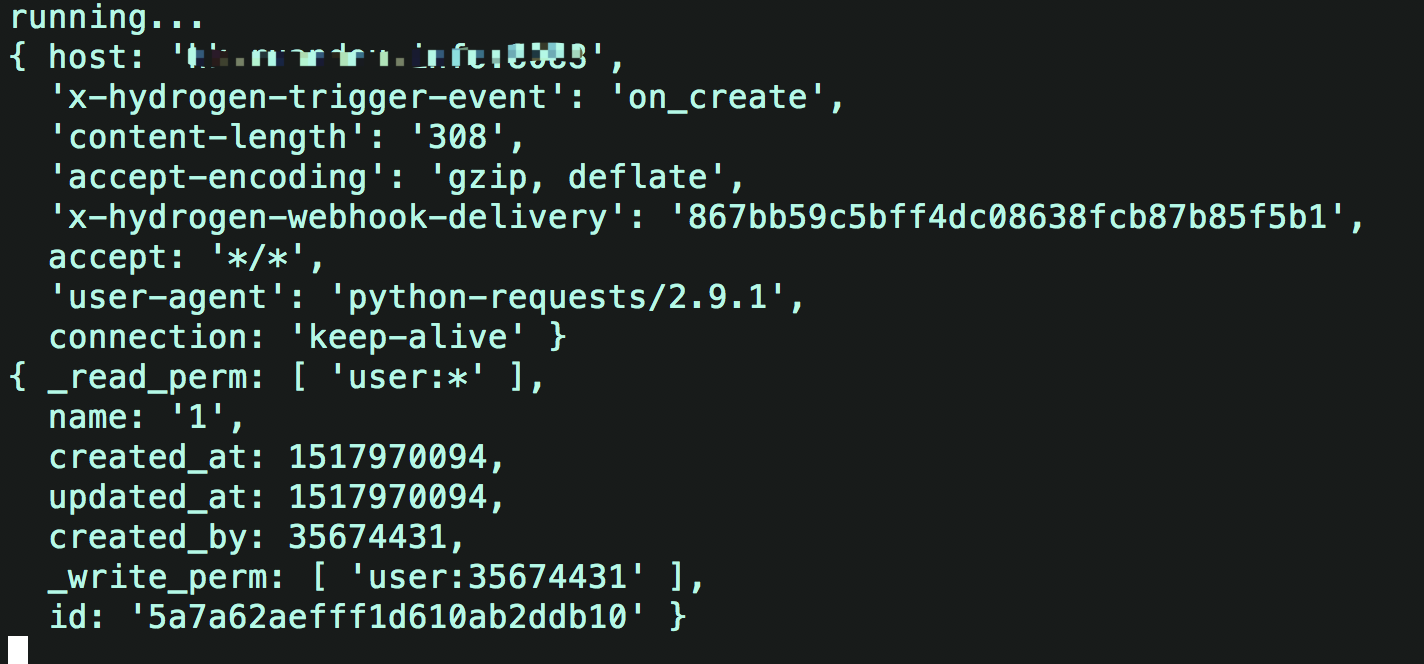 running...
{ host: '
  'x-hydrogen-trigger-event': 'on_create',
  'content-length': '308',
  'accept-encoding': 'gzip, deflate',
  'x-hydrogen-webhook-delivery': '867bb59c5bff4dc08638fcb87b85f5b1',
  accept: '*/*',
  'user-agent': 'python-requests/2.9.1',
  connection: 'keep-alive' }
{ _read_perm: [ 'user:*' ],
  name: '1',
  created_at: 1517970094,
  updated_at: 1517970094,
  created_by: 35674431,
  _write_perm: [ 'user:35674431' ],
  id: '5a7a62aefff1d610ab2ddb10' }